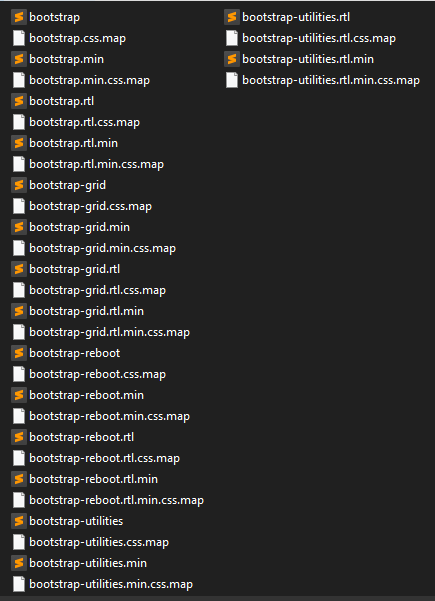 bootstrap
bootstrap.css.map
bootstrap.min
bootstrap.min.css.map
bootstrap.rtl
bootstrap.rtl.css.map
bootstrap.rtl.min
bootstrap.rtl.min.css.map
bootstrap-grid
bootstrap-grid.css.map
bootstrap-grid.min
bootstrap-grid.min.css.map
bootstrap-grid.rtl
bootstrap-grid.rtl.css.map
bootstrap-grid.rtl.min
bootstrap-grid.rtl.min.css.map
bootstrap-reboot
bootstrap-reboot.css.map
bootstrap-reboot.min
bootstrap-reboot.min.css.map
bootstrap-reboot.rtl
bootstrap-reboot.rtl.css.map
bootstrap-reboot.rtl.min
bootstrap-reboot.rtl.min.css.map
bootstrap-utilities
bootstrap-utilities.css.map
bootstrap-utilities.min
bootstrap-utilities.min.css.map
bootstrap-utilities.rtl
bootstrap-utilities.rtl.css.map
bootstrap-utilities.rtl.min
bootstrap-utilities.rtl.min.css.map